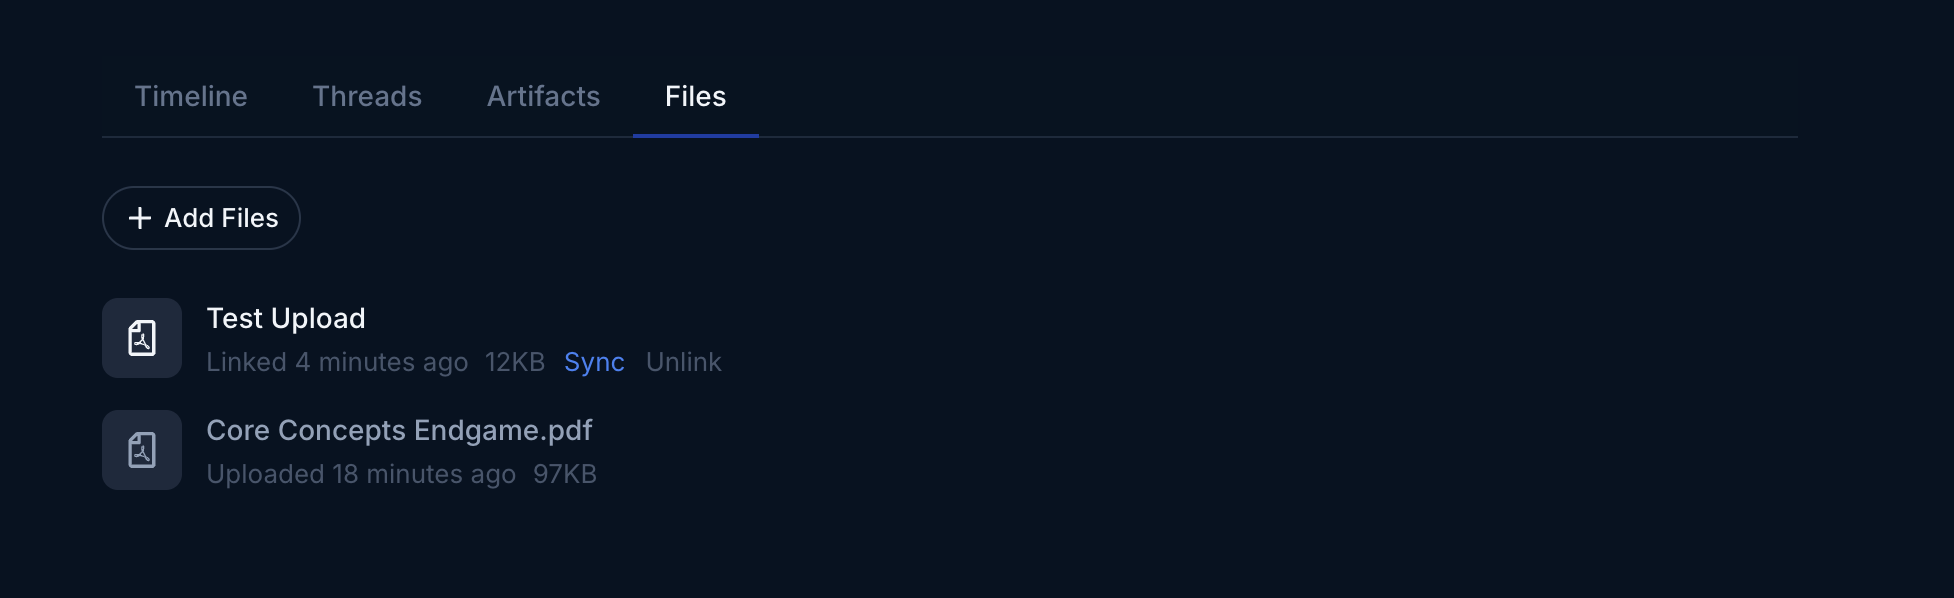 Timeline Threads Artifacts Files
+ Add Files
Test Upload
Linked 4 minutes ago 12KB Sync Unlink
Core Concepts Endgame.pdf
Uploaded 18 minutes ago 97KB